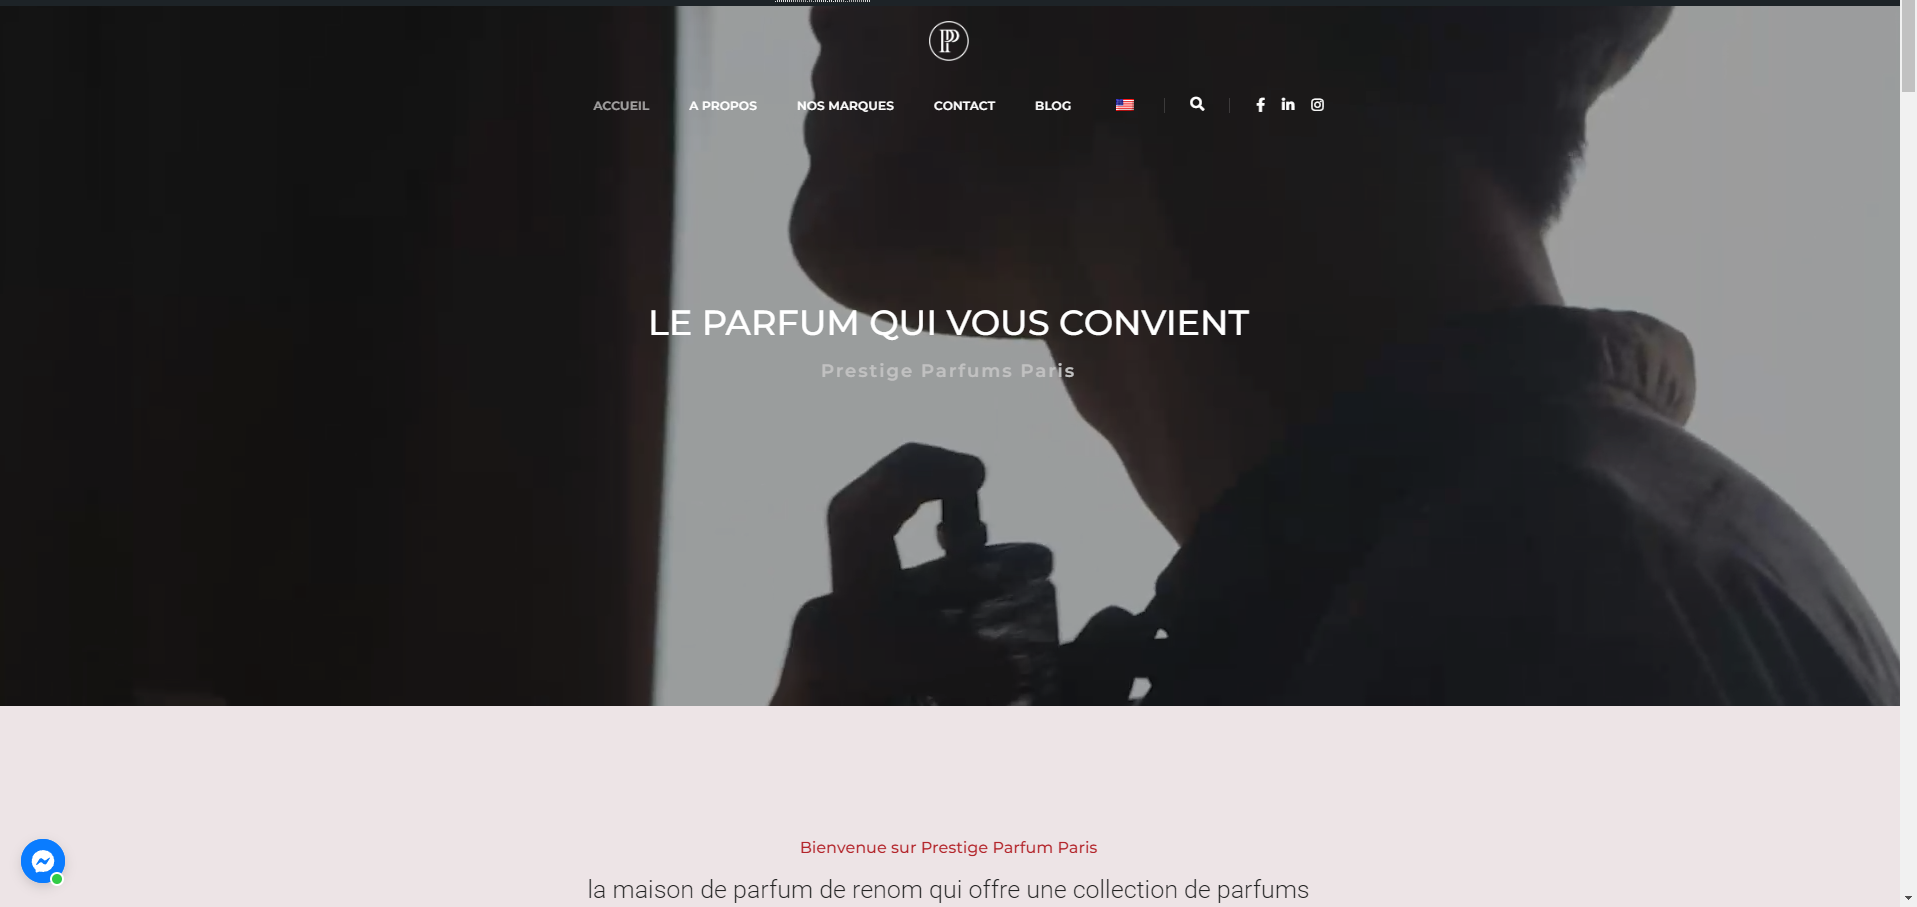 PP
ACCUEIL A PROPOS NOS MARQUES CONTACT BLOG
LE PARFUM QUI VOUS CONVIENT
Prestige Parfums Paris
Bienvenue sur Prestige Parfum Paris
la maison de parfum de renom qui offre une collection de parfums